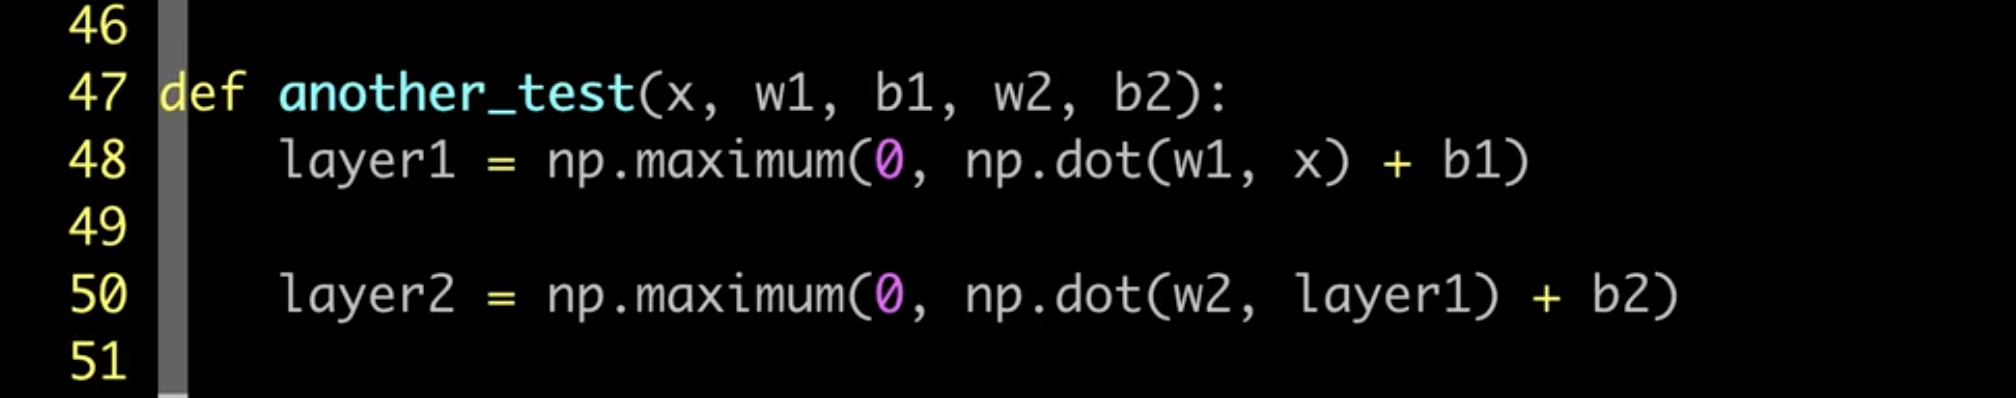 46
47 def another_test(x, w1, b1, w2, b2):
48     layer1 = np.maximum(0, np.dot(w1, x) + b1)
49
50     layer2 = np.maximum(0, np.dot(w2, layer1) + b2)
51